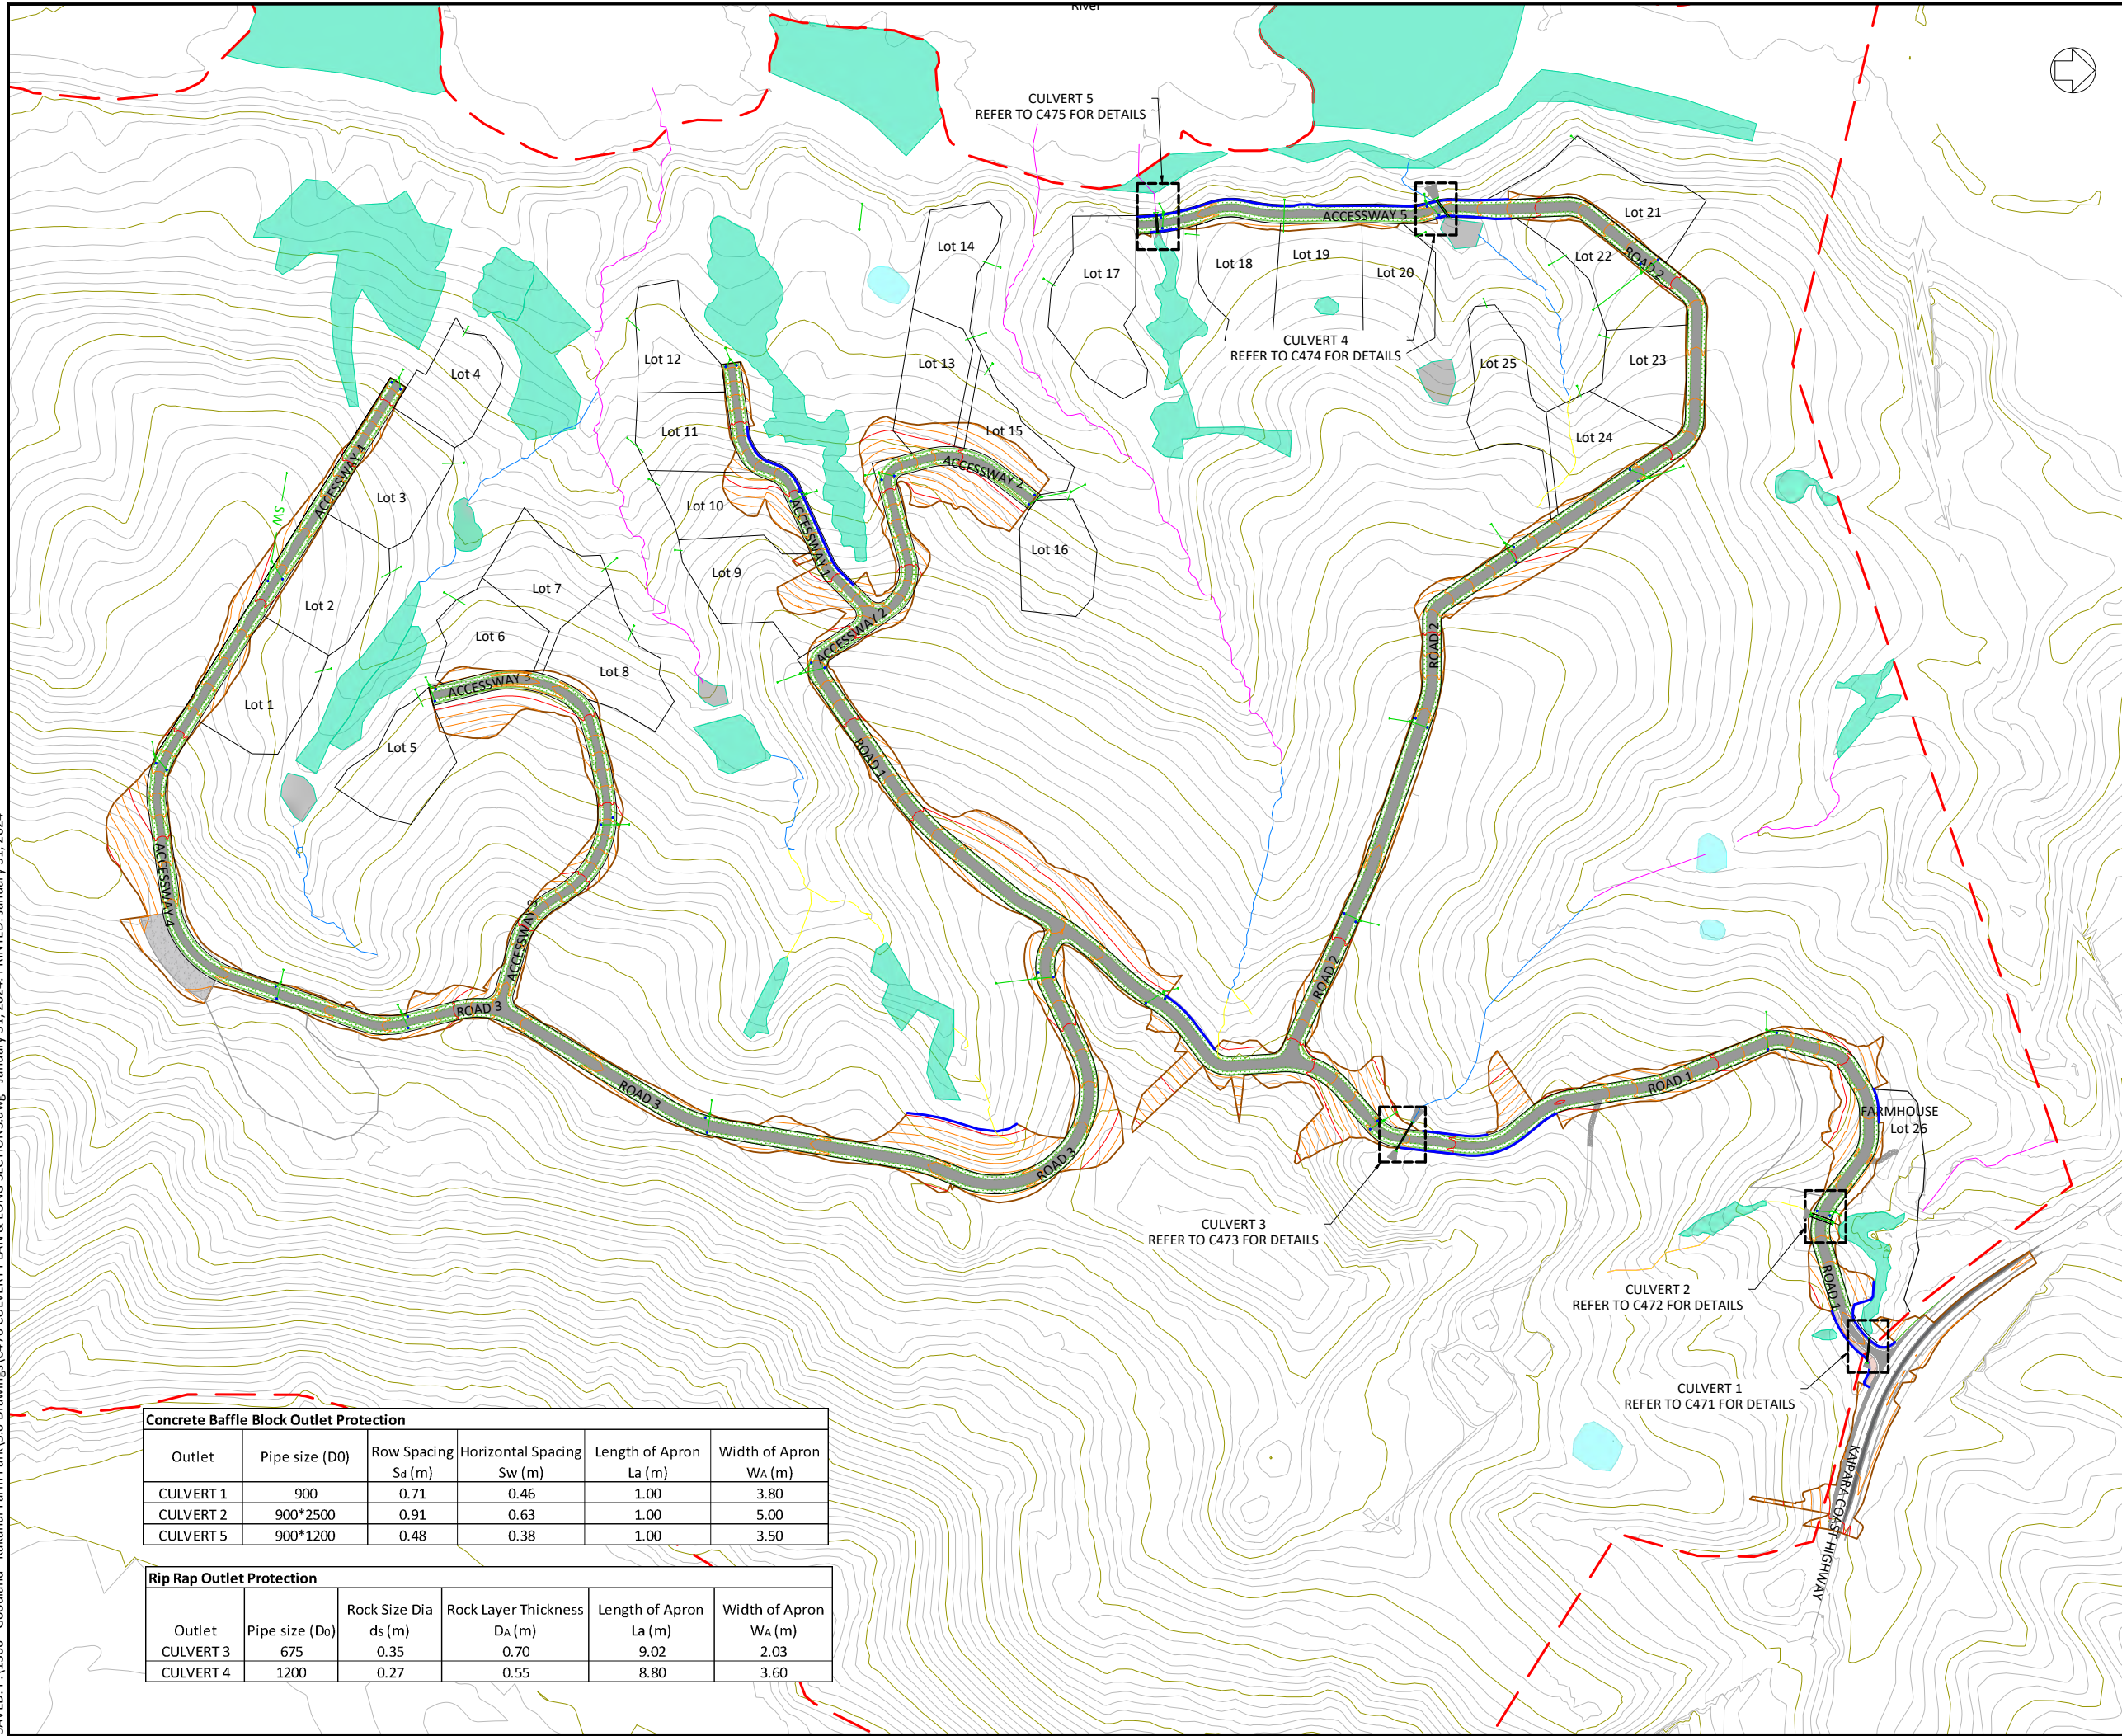 River
CULVERT 5
REFER TO C475 FOR DETAILS
Lot 14
Lot 17
Lot 18
Lot 19
Lot 20
ACCESSWAY 5
Lot 21
Lot 22
ROAD 2
CULVERT 4
REFER TO C474 FOR DETAILS
Lot 23
Lot 25
Lot 24
Lot 4
Lot 12
Lot 13
Lot 11
Lot 15
ACCESSWAY 2
ACCESSWAY 4
Lot 3
SW
Lot 10
ACCESSWAY 1
Lot 16
Lot 9
Lot 2
Lot 7
Lot 6
Lot 8
ACCESSWAY 2
ROAD 2
Lot 1
ACCESSWAY 3
Lot 5
ROAD 1
ACCESSWAY 4
ACCESSWAY 3
ROAD 3
ROAD 2
ROAD 3
ROAD 3
ROAD 1
FARMHOUSE
Lot 26
CULVERT 3
REFER TO C473 FOR DETAILS
CULVERT 2
REFER TO C472 FOR DETAILS
ROAD 1
CULVERT 1
REFER TO C471 FOR DETAILS
KAIPARA COAST HIGHWAY
Concrete Baffle Block Outlet Protection
Outlet Pipe size (D0) Row Spacing Sd (m) Horizontal Spacing Sw (m) Length of Apron La (m) Width of Apron WA (m)
CULVERT 1 900 0.71 0.46 1.00 3.80
CULVERT 2 900*2500 0.91 0.63 1.00 5.00
CULVERT 5 900*1200 0.48 0.38 1.00 3.50
Rip Rap Outlet Protection
Outlet Pipe size (D0) Rock Size Dia ds (m) Rock Layer Thickness DA (m) Length of Apron La (m) Width of Apron WA (m)
CULVERT 3 675 0.35 0.70 9.02 2.03
CULVERT 4 1200 0.27 0.55 8.80 3.60